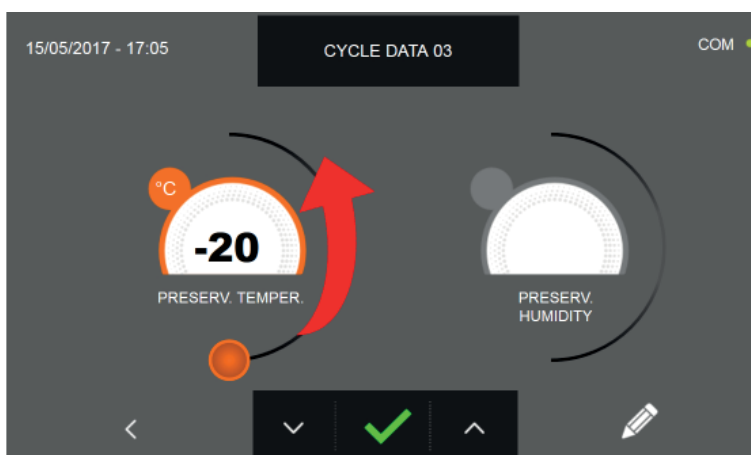 15/05/2017 - 17:05
CYCLE DATA 03
COM
°C
-20
PRESERV. TEMPER.
PRESERV.
HUMIDITY